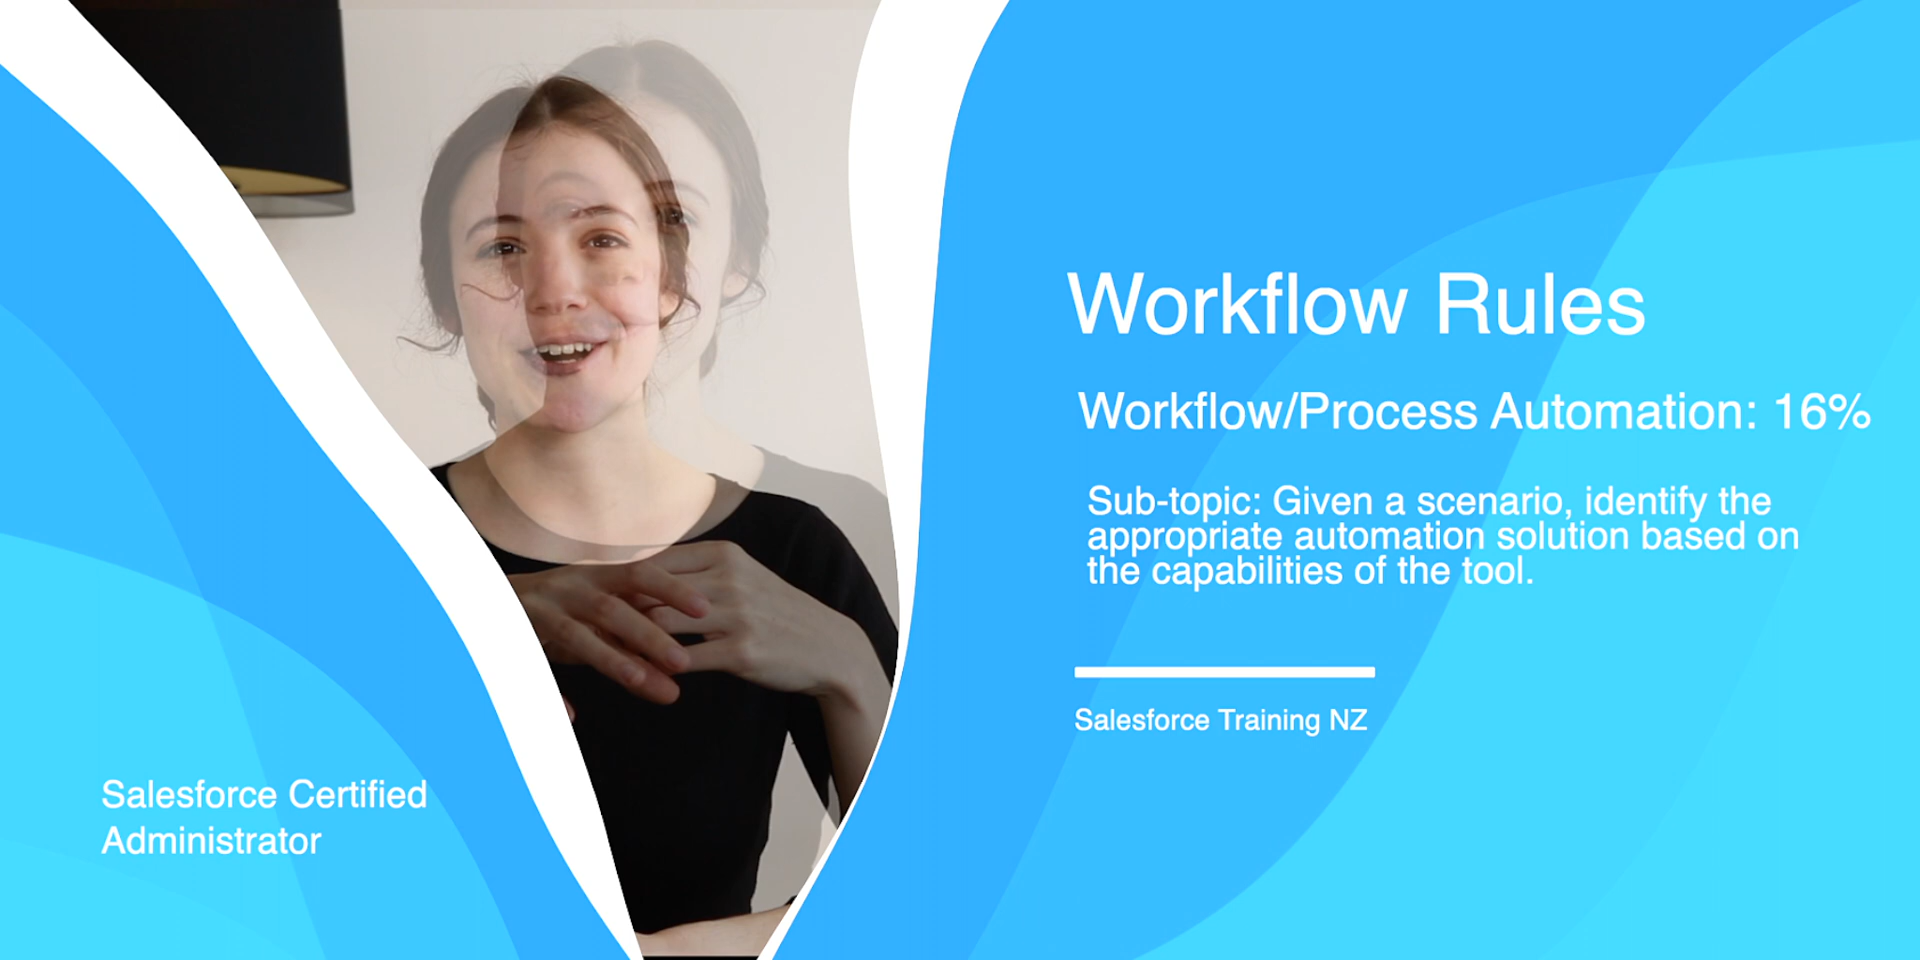 Workflow Rules
Workflow/Process Automation: 16%
Sub-topic: Given a scenario, identify the
appropriate automation solution based on
the capabilities of the tool.
Salesforce Training NZ
Salesforce Certified
Administrator